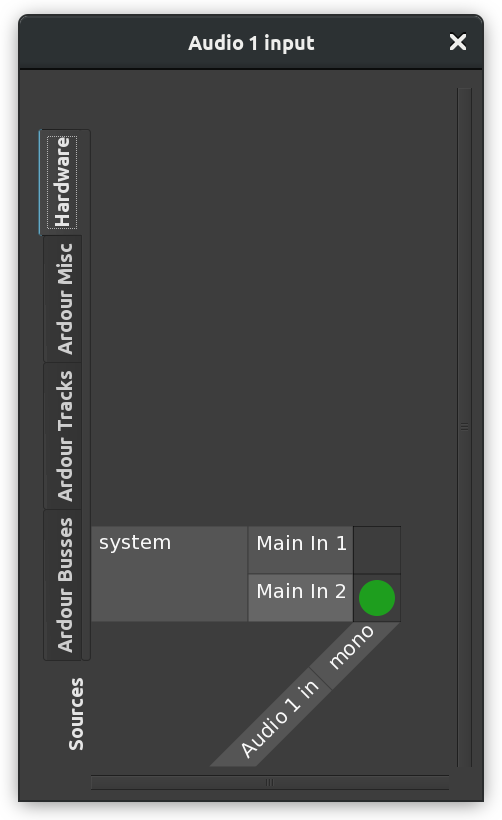 Audio 1 input
Hardware
Ardour Misc
Ardour Tracks
Ardour Busses
Sources
system
Main In 1
Main In 2
mono
Audio 1 in